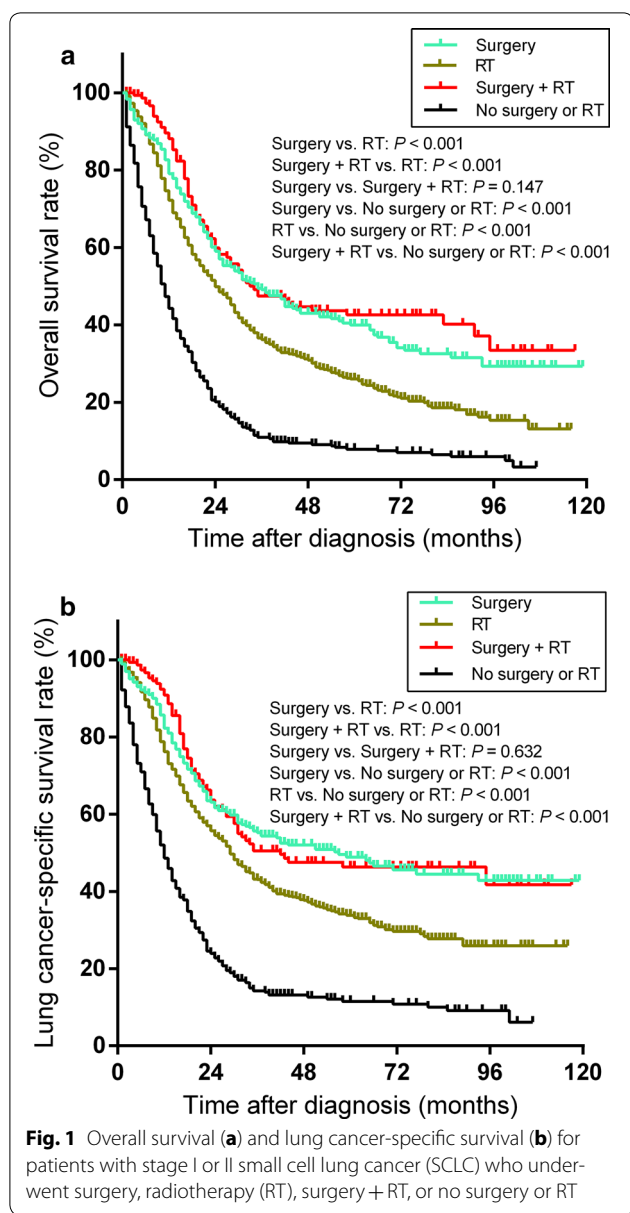 a
Surgery
RT
Surgery + RT
No surgery or RT
Surgery vs. RT: P < 0.001
Surgery + RT vs. RT: P < 0.001
Surgery vs. Surgery + RT: P = 0.147
Surgery vs. No surgery or RT: P < 0.001
RT vs. No surgery or RT: P < 0.001
Surgery + RT vs. No surgery or RT: P < 0.001
Overall survival rate (%)
100
80
60
40
20
0
0 24 48 72 96 120
Time after diagnosis (months)
b
Surgery
RT
Surgery + RT
No surgery or RT
Surgery vs. RT: P < 0.001
Surgery + RT vs. RT: P < 0.001
Surgery vs. Surgery + RT: P = 0.632
Surgery vs. No surgery or RT: P < 0.001
RT vs. No surgery or RT: P < 0.001
Surgery + RT vs. No surgery or RT: P < 0.001
Lung cancer-specific survival rate (%)
100
80
60
40
20
0
0 24 48 72 96 120
Time after diagnosis (months)
Fig. 1 Overall survival (a) and lung cancer-specific survival (b) for
patients with stage I or II small cell lung cancer (SCLC) who under-
went surgery, radiotherapy (RT), surgery + RT, or no surgery or RT